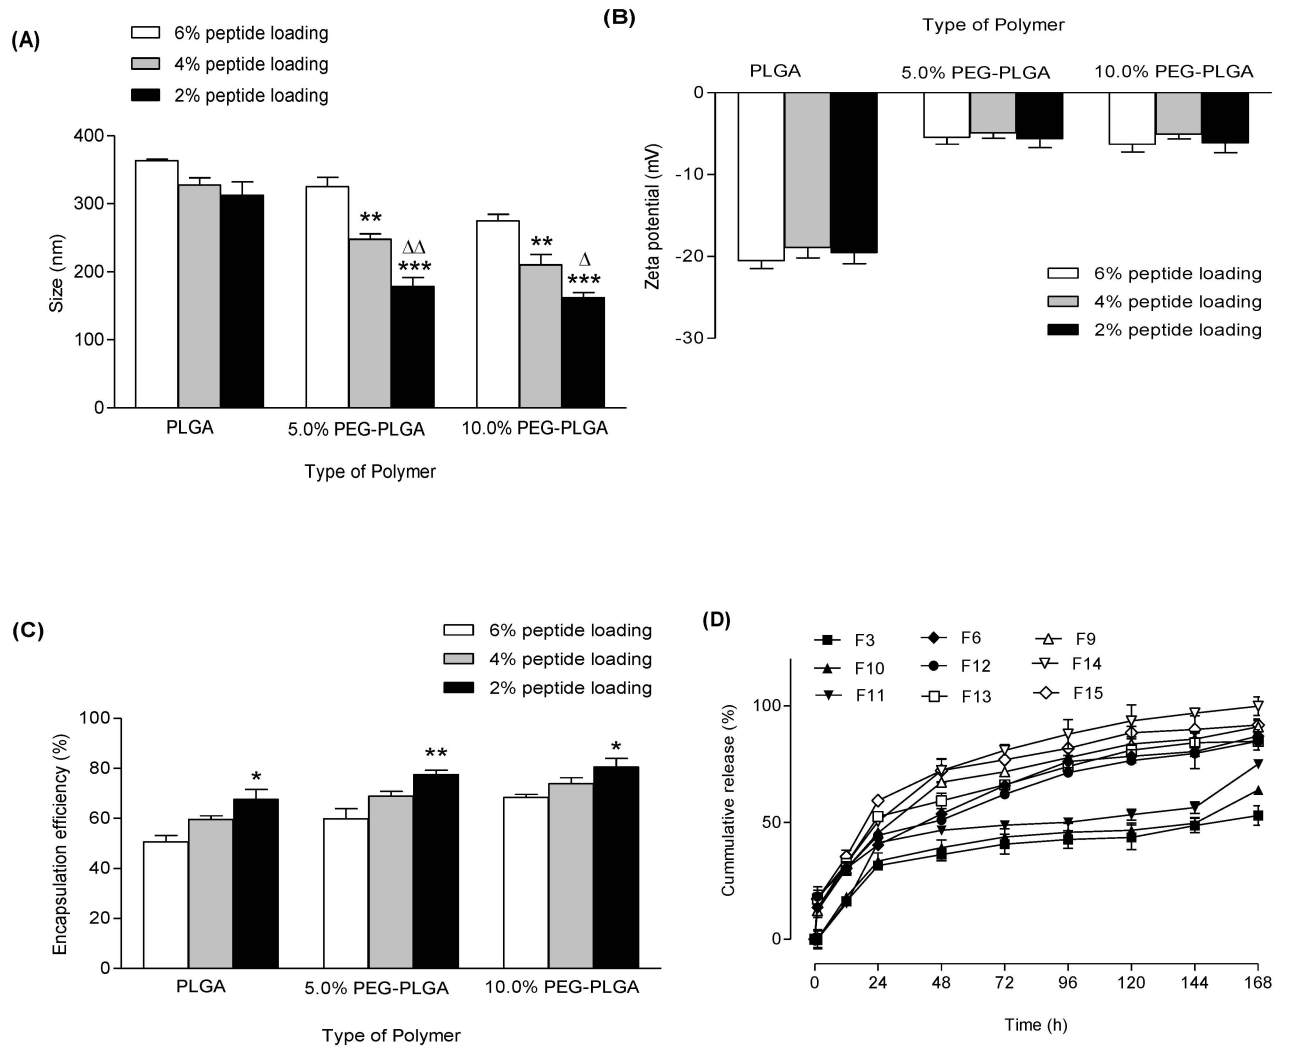 (A)
6% peptide loading
4% peptide loading
2% peptide loading
400
300
200
100
0
Size (nm)
**
ΔΔ
***
**
Δ
***
PLGA
5.0% PEG-PLGA
10.0% PEG-PLGA
Type of Polymer
(B)
Type of Polymer
PLGA
5.0% PEG-PLGA
10.0% PEG-PLGA
0
-10
-20
-30
Zeta potential (mV)
6% peptide loading
4% peptide loading
2% peptide loading
(C)
6% peptide loading
4% peptide loading
2% peptide loading
100
80
60
40
20
0
Encapsulation efficiency (%)
*
**
*
PLGA
5.0% PEG-PLGA
10.0% PEG-PLGA
Type of Polymer
(D)
F3
F6
F9
F10
F12
F14
F11
F13
F15
100
50
0
Cummulative release (%)
0
24
48
72
96
120
144
168
Time (h)